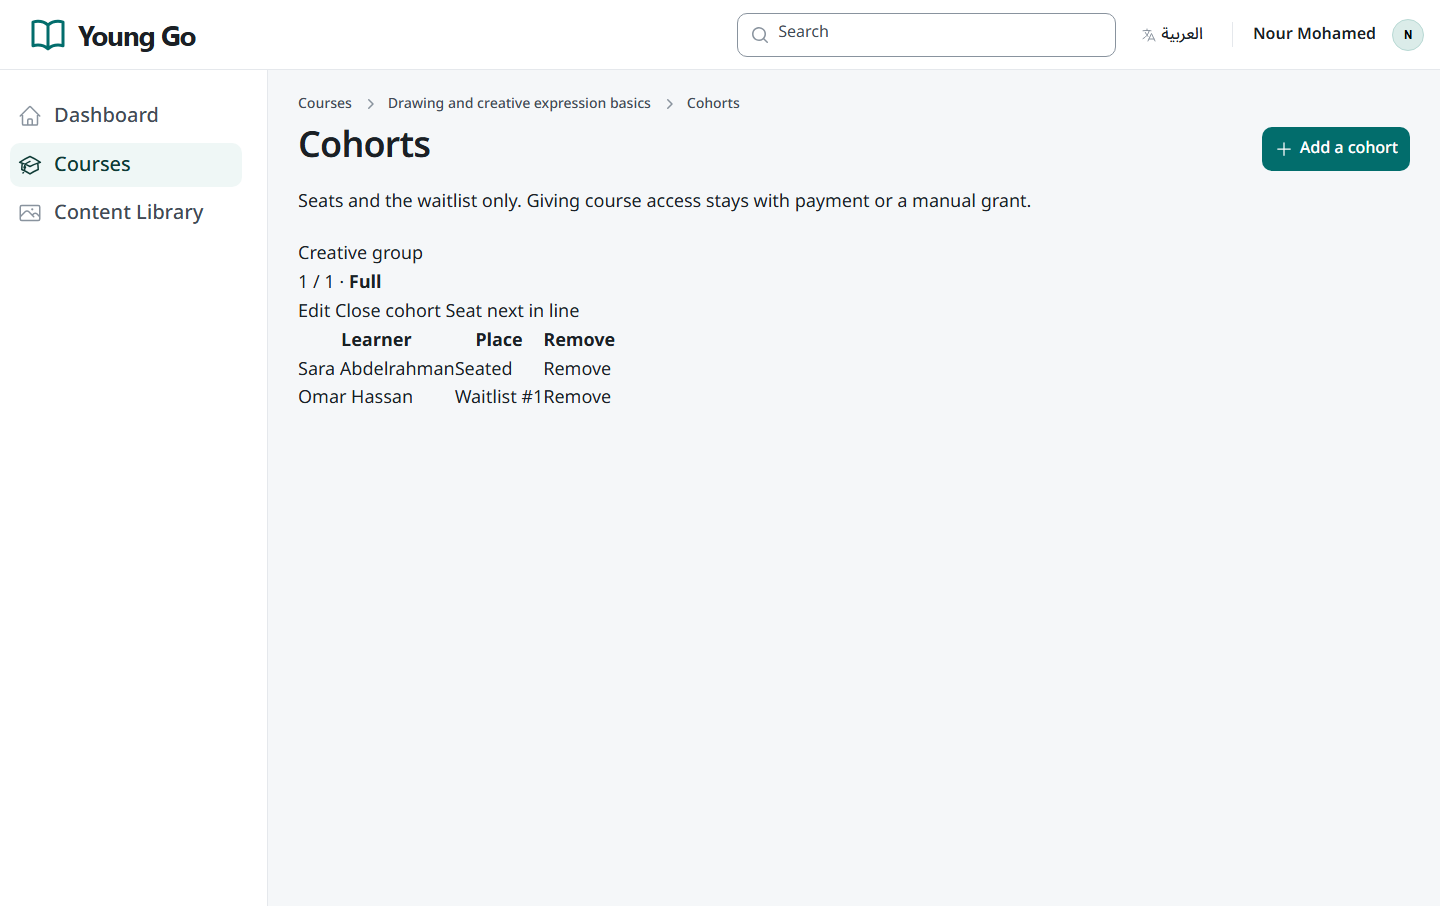 Young Go
Search
العربية
Nour Mohamed
N
Dashboard
Courses
Content Library
Courses > Drawing and creative expression basics > Cohorts
Cohorts
Add a cohort
Seats and the waitlist only. Giving course access stays with payment or a manual grant.
Creative group
1 / 1 · Full
Edit Close cohort Seat next in line
Learner Place Remove
Sara Abdelrahman Seated Remove
Omar Hassan Waitlist #1 Remove